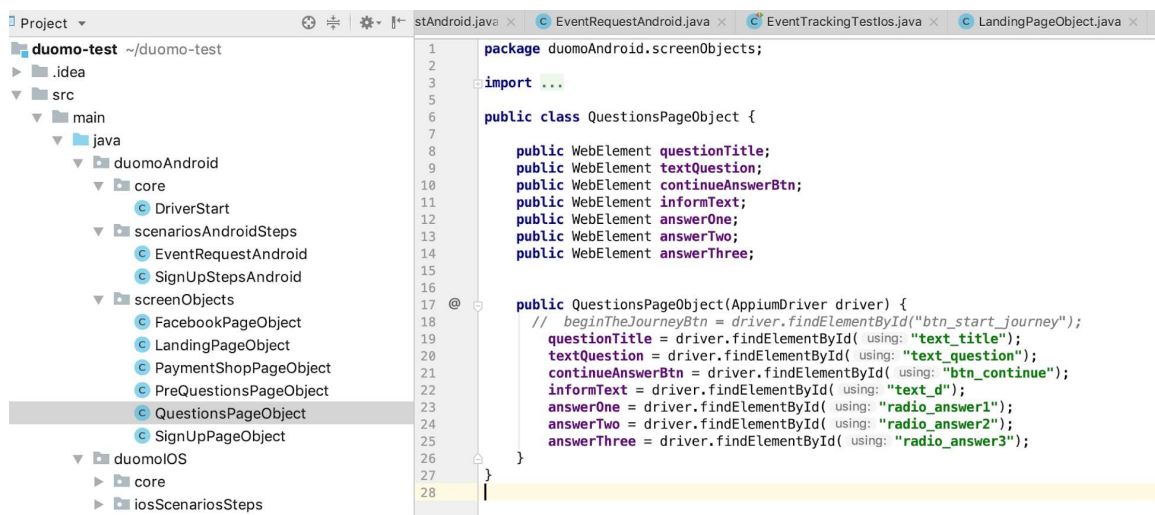 Project
duomo-test ~/duomo-test
.idea
src
main
java
duomoAndroid
core
DriverStart
scenariosAndroidSteps
EventRequestAndroid
SignUpStepsAndroid
screenObjects
FacebookPageObject
LandingPageObject
PaymentShopPageObject
PreQuestionsPageObject
QuestionsPageObject
SignUpPageObject
duomoIOS
core
iosScenariosSteps
stAndroid.java × EventRequestAndroid.java × EventTrackingTestIos.java × LandingPageObject.java ×
1 package duomoAndroid.screenObjects;
2
3 import ...
5
6 public class QuestionsPageObject {
7
8 public WebElement questionTitle;
9 public WebElement textQuestion;
10 public WebElement continueAnswerBtn;
11 public WebElement informText;
12 public WebElement answerOne;
13 public WebElement answerTwo;
14 public WebElement answerThree;
15
16
17 @ public QuestionsPageObject(AppiumDriver driver) {
18 // beginTheJourneyBtn = driver.findElementById("btn_start_journey");
19 questionTitle = driver.findElementById( using: "text_title");
20 textQuestion = driver.findElementById( using: "text_question");
21 continueAnswerBtn = driver.findElementById( using: "btn_continue");
22 informText = driver.findElementById( using: "text_d");
23 answerOne = driver.findElementById( using: "radio_answer1");
24 answerTwo = driver.findElementById( using: "radio_answer2");
25 answerThree = driver.findElementById( using: "radio_answer3");
26 }
27 }
28